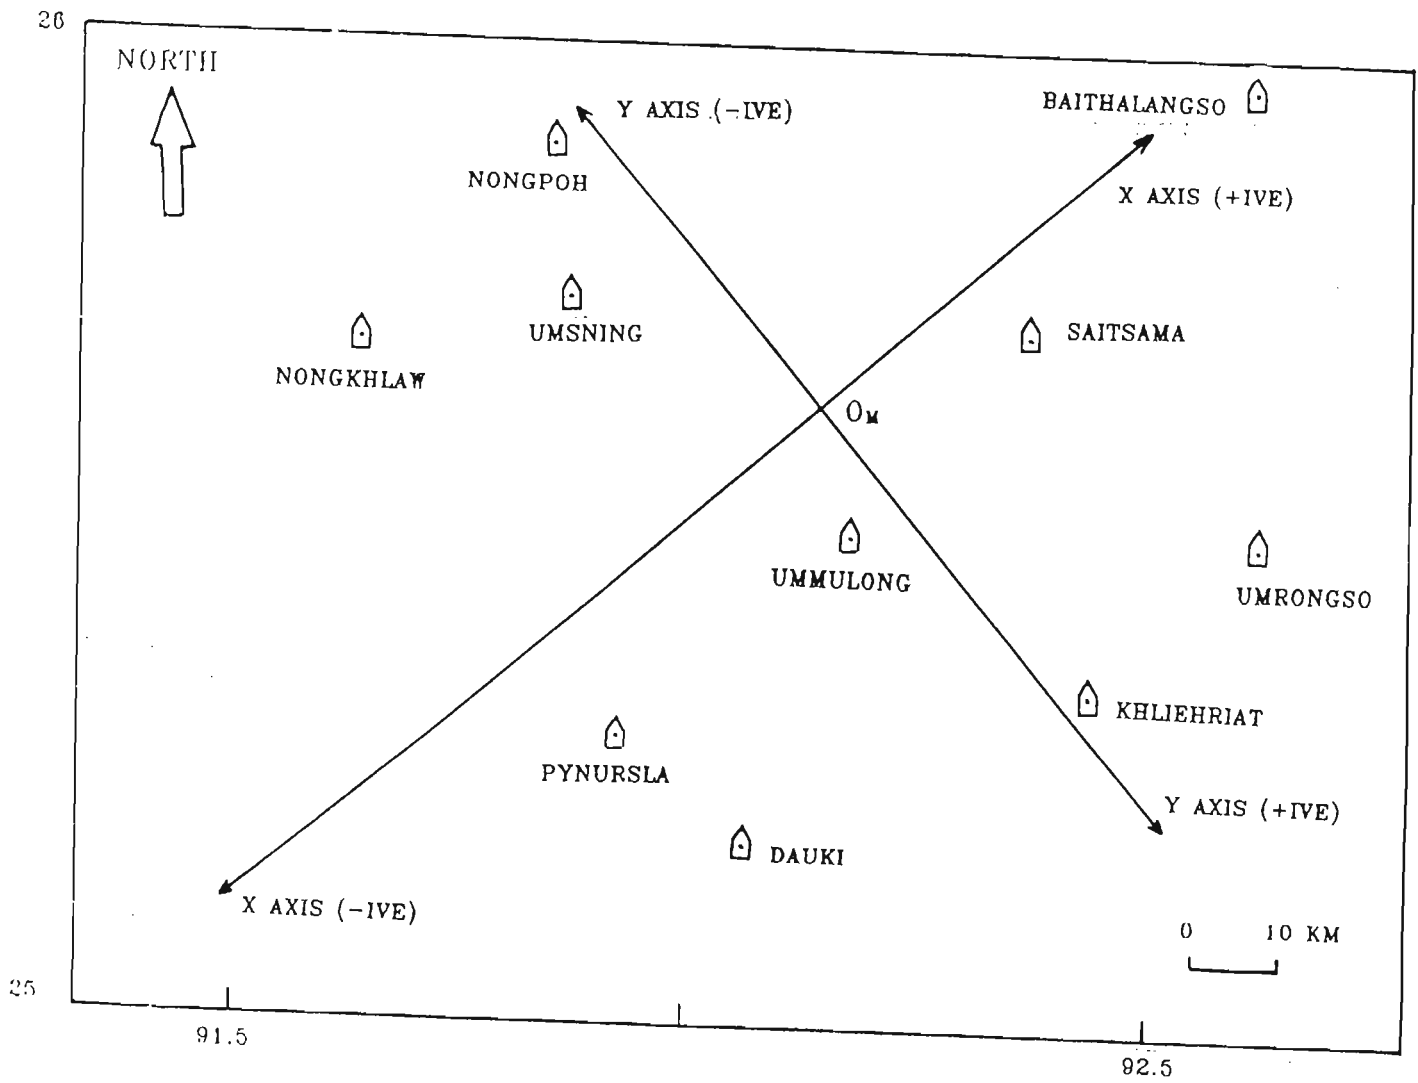 26
NORTH
Y AXIS (-IVE)
BAITHALANGSO
NONGPOH
X AXIS (+IVE)
UMSNING
SAITSAMA
NONGKHLAW
OM
UMMULONG
UMRONGSO
KHLIEHRIAT
PYNURSLA
Y AXIS (+IVE)
DAUKI
X AXIS (-IVE)
0 10 KM
25
91.5
92.5